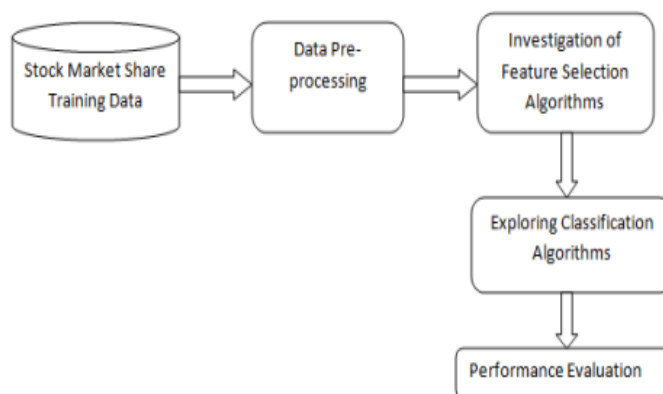 Stock Market Share
Training Data
Data Pre-
processing
Investigation of
Feature Selection
Algorithms
Exploring Classification
Algorithms
Performance Evaluation